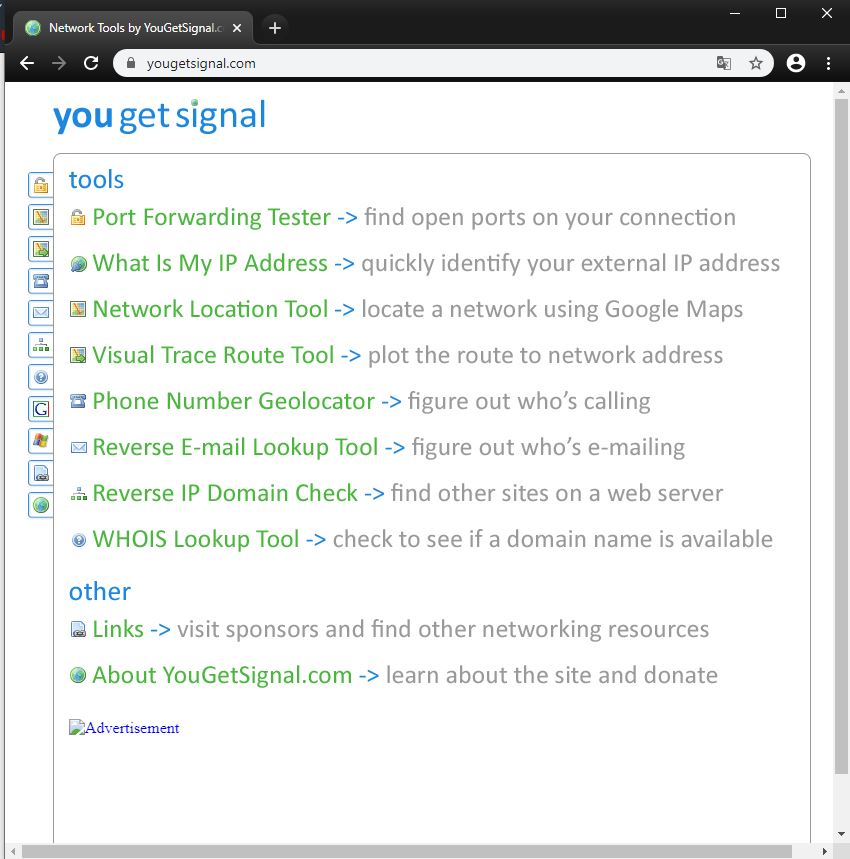 Network Tools by YouGetSignal.c
yougetsignal.com
you get signal
tools
Port Forwarding Tester -> find open ports on your connection
What Is My IP Address -> quickly identify your external IP address
Network Location Tool -> locate a network using Google Maps
Visual Trace Route Tool -> plot the route to network address
Phone Number Geolocator -> figure out who's calling
Reverse E-mail Lookup Tool -> figure out who's e-mailing
Reverse IP Domain Check -> find other sites on a web server
WHOIS Lookup Tool -> check to see if a domain name is available
other
Links -> visit sponsors and find other networking resources
About YouGetSignal.com -> learn about the site and donate
Advertisement